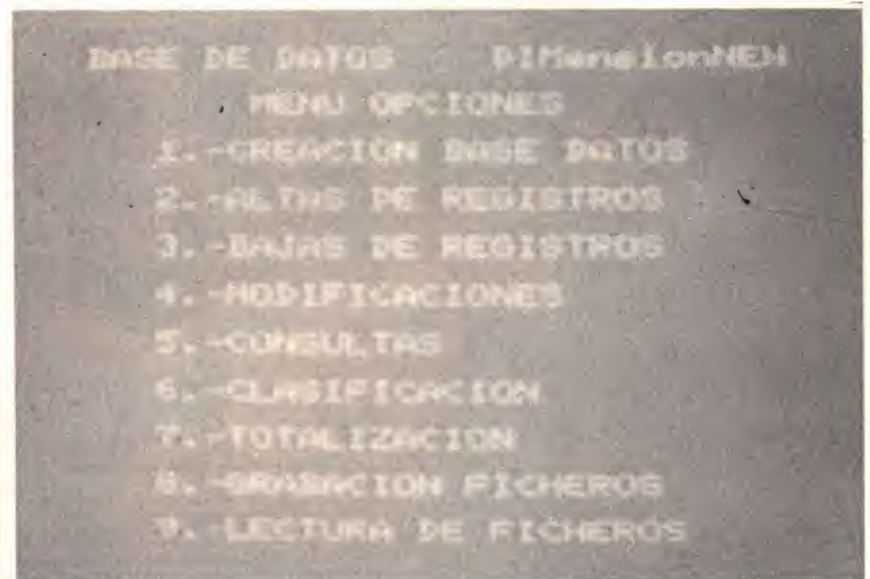 BASE DE DATOS DIMensionNEW
MENU OPCIONES
1.-CREACION BASE DATOS
2.-ALTAS DE REGISTROS
3.-BAJAS DE REGISTROS
4.-MODIFICACIONES
5.-CONSULTAS
6.-CLASIFICACION
7.-TOTALIZACION
8.-GRABACION FICHEROS
9.-LECTURA DE FICHEROS